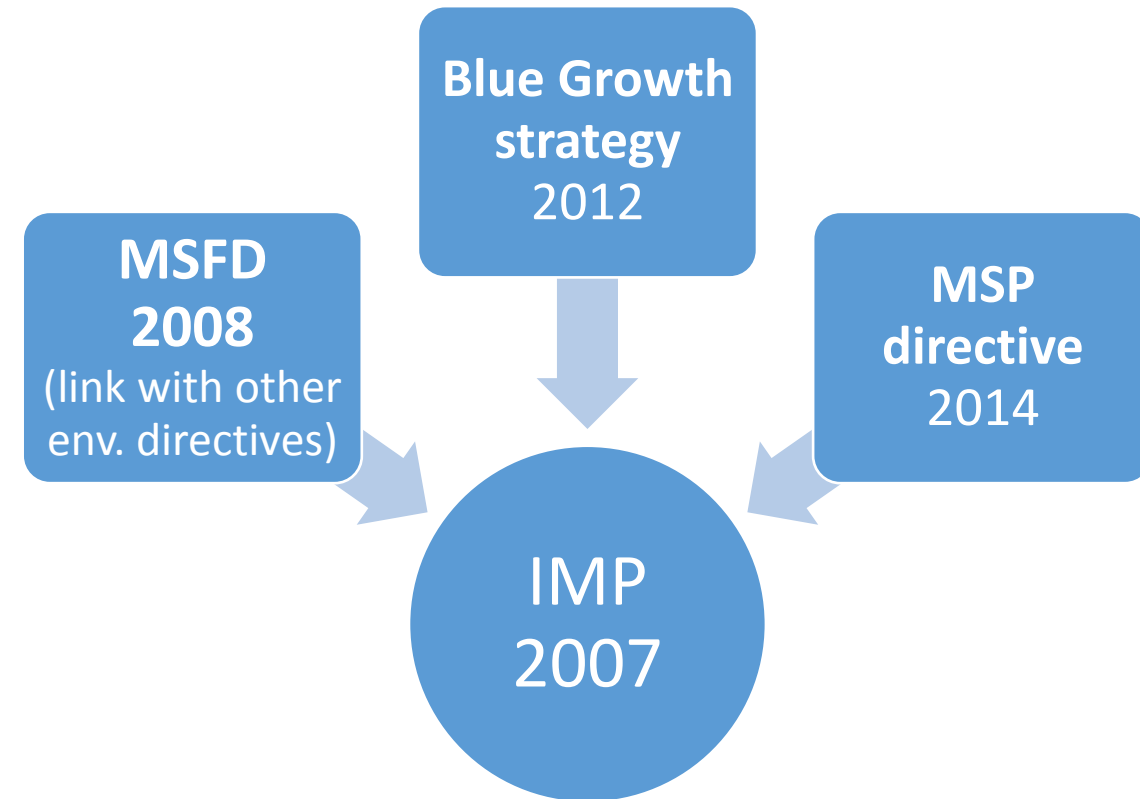 Blue Growth
strategy
2012
MSFD
2008
(link with other
env. directives)
MSP
directive
2014
IMP
2007